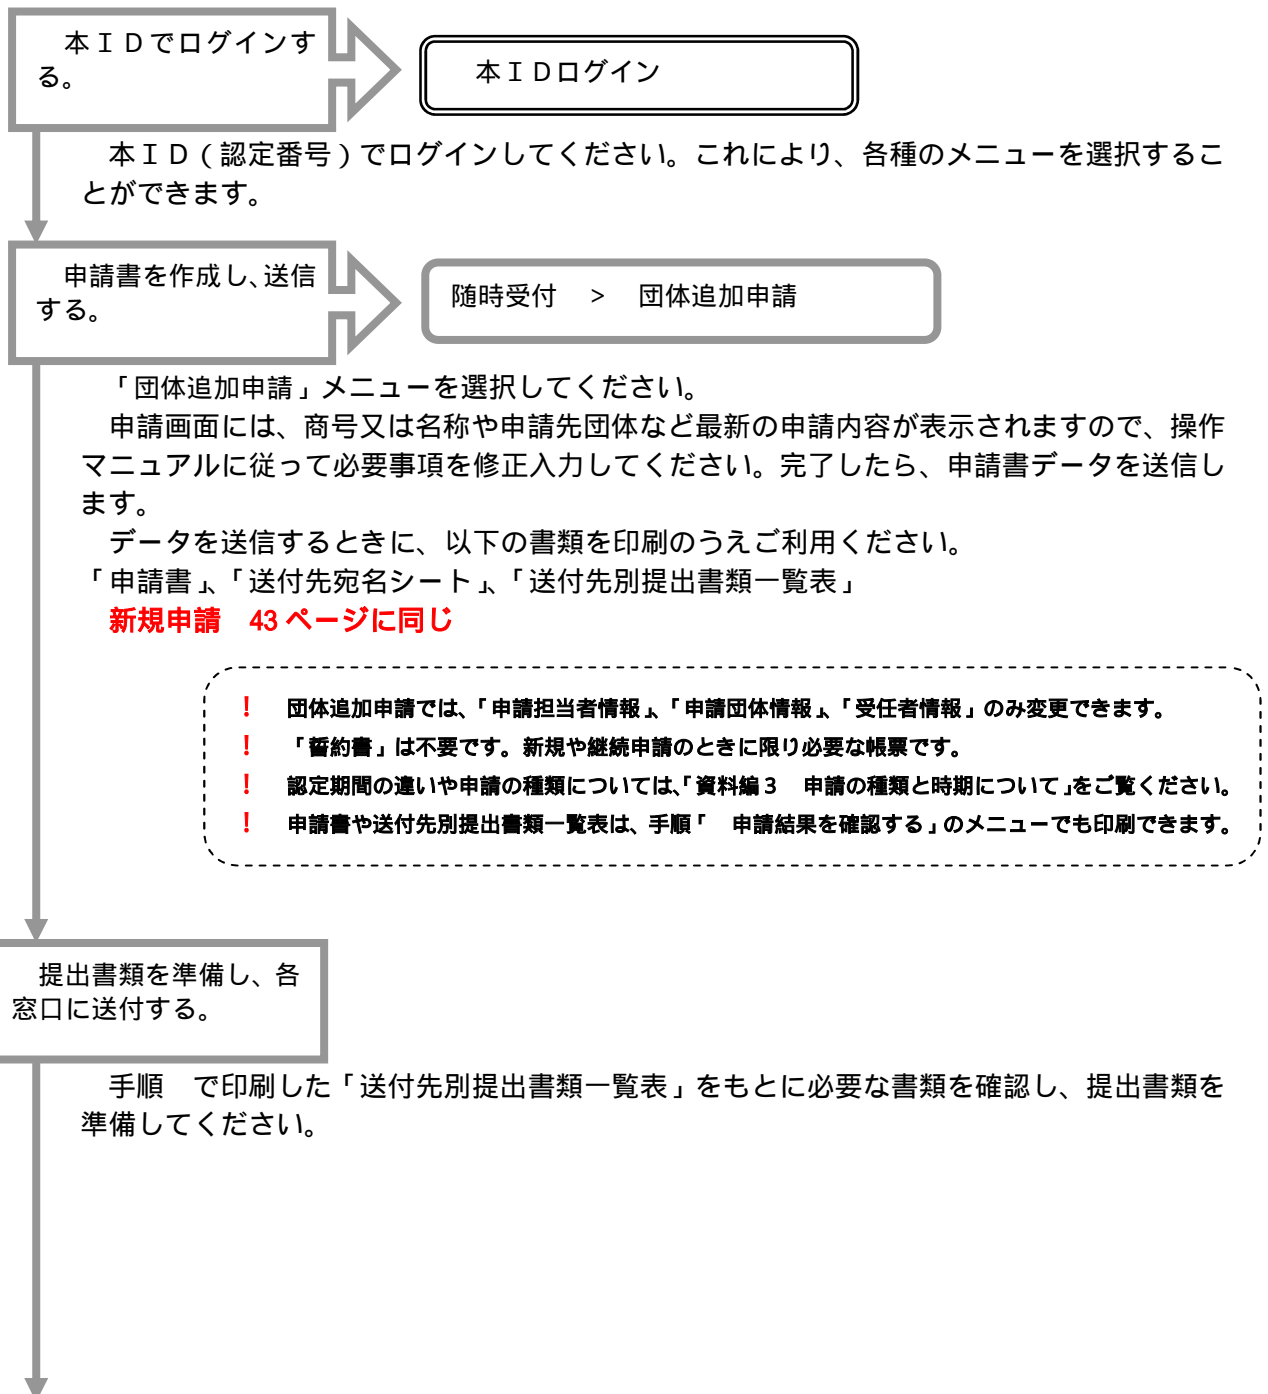 本ＩＤでログインす
る。
本ＩＤログイン
本ＩＤ（認定番号）でログインしてください。これにより、各種のメニューを選択するこ
とができます。
申請書を作成し、送信
する。
随時受付　＞　団体追加申請
「団体追加申請」メニューを選択してください。
申請画面には、商号又は名称や申請先団体など最新の申請内容が表示されますので、操作
マニュアルに従って必要事項を修正入力してください。完了したら、申請書データを送信し
ます。
データを送信するときに、以下の書類を印刷のうえご利用ください。
「申請書」、「送付先宛名シート」、「送付先別提出書類一覧表」
新規申請　43 ページに同じ
！　団体追加申請では、「申請担当者情報」、「申請団体情報」、「受任者情報」のみ変更できます。
！　「誓約書」は不要です。新規や継続申請のときに限り必要な帳票です。
！　認定期間の違いや申請の種類については、「資料編３　申請の種類と時期について」をご覧ください。
！　申請書や送付先別提出書類一覧表は、手順「　申請結果を確認する」のメニューでも印刷できます。
提出書類を準備し、各
窓口に送付する。
手順　で印刷した「送付先別提出書類一覧表」をもとに必要な書類を確認し、提出書類を
準備してください。